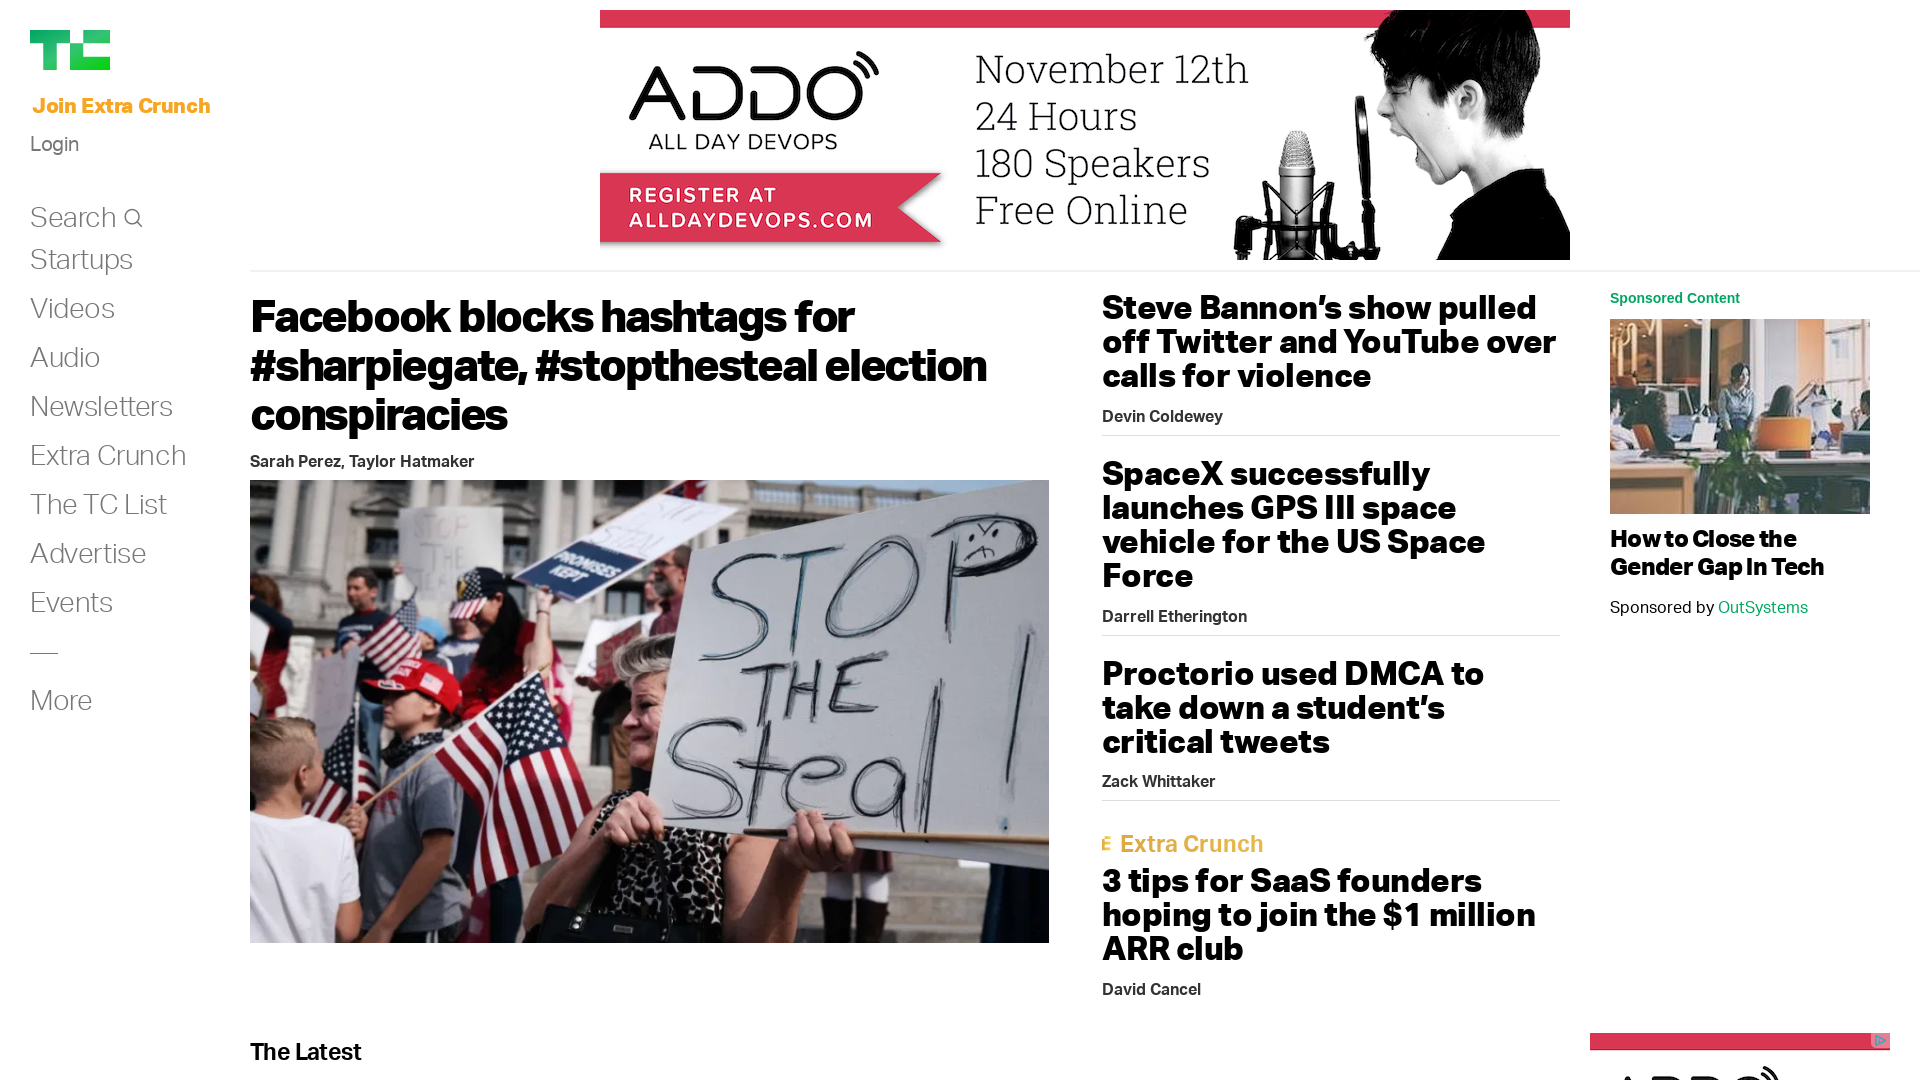 TC
Join Extra Crunch
Login
Search
Startups
Videos
Audio
Newsletters
Extra Crunch
The TC List
Advertise
Events
—
More
ADDO
ALL DAY DEVOPS
REGISTER AT
ALLDAYDEVOPS.COM
November 12th
24 Hours
180 Speakers
Free Online
Facebook blocks hashtags for
#sharpiegate, #stopthesteal election
conspiracies
Sarah Perez, Taylor Hatmaker
STOP
THE
STEAL
PROMISES
KEPT
STOP
THE
Steal!
Steve Bannon’s show pulled
off Twitter and YouTube over
calls for violence
Devin Coldewey
SpaceX successfully
launches GPS III space
vehicle for the US Space
Force
Darrell Etherington
Proctorio used DMCA to
take down a student’s
critical tweets
Zack Whittaker
Extra Crunch
3 tips for SaaS founders
hoping to join the $1 million
ARR club
David Cancel
Sponsored Content
How to Close the
Gender Gap In Tech
Sponsored by OutSystems
The Latest